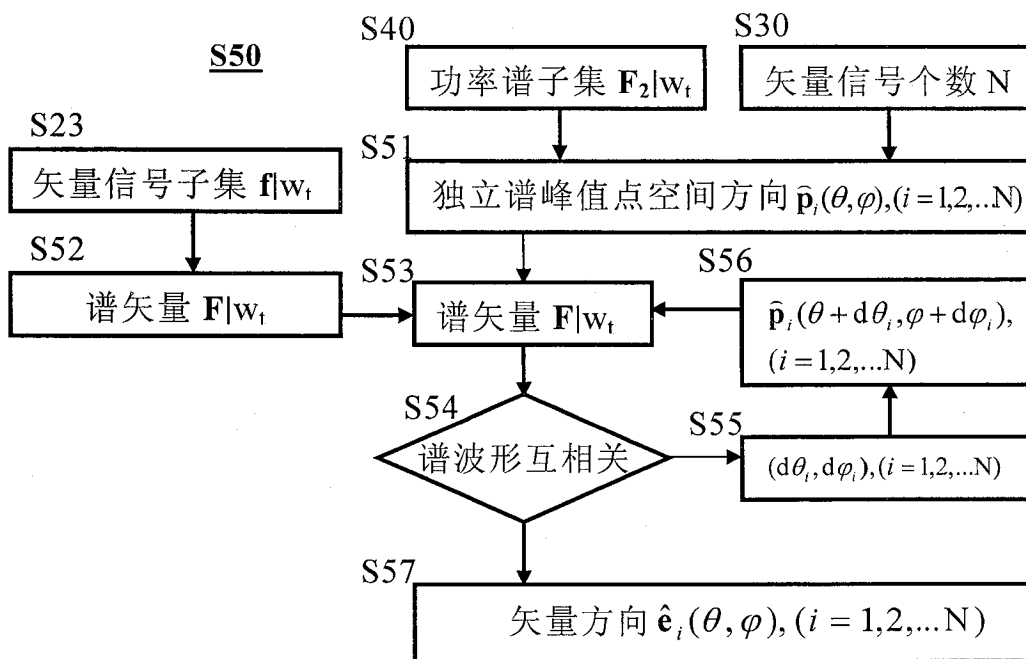 S50
S40
功率谱子集 F₂|wₜ
S30
矢量信号个数 N
S23
矢量信号子集 f|wₜ
S51
独立谱峰值点空间方向 p̂ᵢ(θ,φ),(i=1,2,...N)
S52
谱矢量 F|wₜ
S53
谱矢量 F|wₜ
S56
p̂ᵢ(θ+dθᵢ,φ+dφᵢ),
(i=1,2,...N)
S54
谱波形互相关
S55
(dθᵢ,dφᵢ),(i=1,2,...N)
S57
矢量方向 êᵢ(θ,φ),(i=1,2,...N)